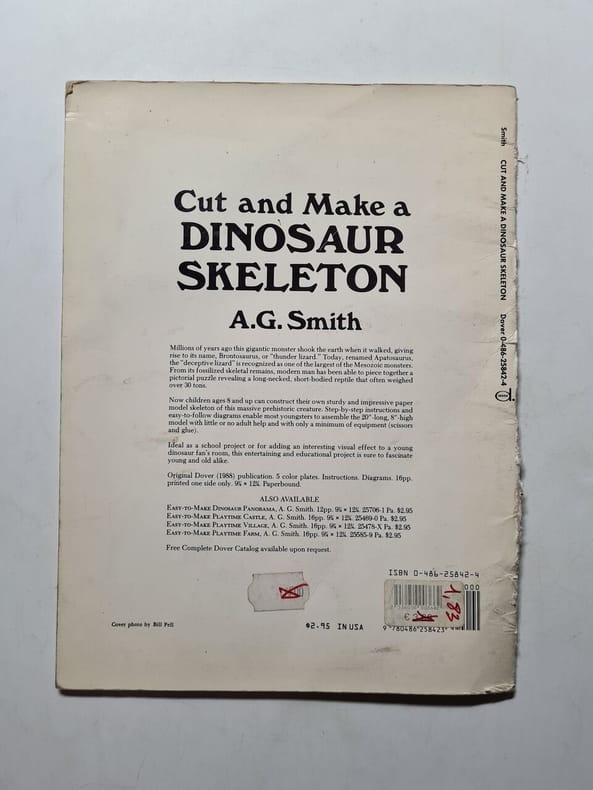 Cut and Make a
DINOSAUR
SKELETON
A.G. Smith
Millions of years ago this gigantic monster shook the earth when it walked, giving
rise to its name, Brontosaurus, or "thunder lizard." Today, renamed Apatosaurus,
the "deceptive lizard" is recognized as one of the largest of the Mesozoic monsters.
From its fossilized skeletal remains, modern man has been able to piece together a
pictorial puzzle revealing a long-necked, short-bodied reptile that often weighed
over 30 tons.
Now children ages 8 and up can construct their own sturdy and impressive paper
model skeleton of this massive prehistoric creature. Step-by-step instructions and
easy-to-follow diagrams enable most youngsters to assemble the 20"-long, 8"-high
model with little or no adult help and with only a minimum of equipment (scissors
and glue).
Ideal as a school project or for adding an interesting visual effect to a young
dinosaur fan's room, this entertaining and educational project is sure to fascinate
young and old alike.
Original Dover (1988) publication. 5 color plates. Instructions. Diagrams. 16pp.
printed one side only. 9¼ × 12¼. Paperbound.
ALSO AVAILABLE
EASY-TO-MAKE DINOSAUR PANORAMA, A. G. Smith. 12pp. 9¼ × 12¼. 25706-1 Pa. $2.95
EASY-TO-MAKE PLAYTIME CASTLE, A. G. Smith. 16pp. 9¼ × 12¼. 25469-0 Pa. $2.95
EASY-TO-MAKE PLAYTIME VILLAGE, A. G. Smith. 16pp. 9¼ × 12¼. 25478-X Pa. $2.95
EASY-TO-MAKE PLAYTIME FARM, A. G. Smith. 16pp. 9¼ × 12¼. 25585-9 Pa. $2.95
Free Complete Dover Catalog available upon request.
Cover photo by Bill Pell
$2.95 IN USA
ISBN 0-486-25842-4
000
1,83
€
9 780486 258423
Smith CUT AND MAKE A DINOSAUR SKELETON Dover 0-486-25842-4